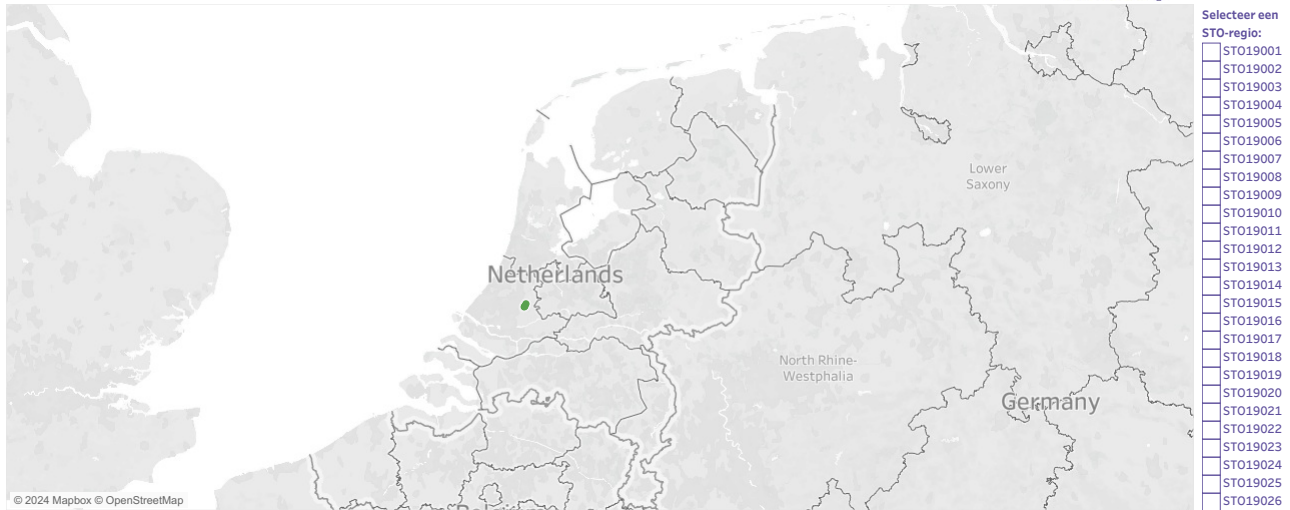 Selecteer een
STO-regio:
STO19001
STO19002
STO19003
STO19004
STO19005
STO19006
STO19007
STO19008
STO19009
STO19010
STO19011
STO19012
STO19013
STO19014
STO19015
STO19016
STO19017
STO19018
STO19019
STO19020
STO19021
STO19022
STO19023
STO19024
STO19025
STO19026
Lower
Saxony
Netherlands
North Rhine-
Westphalia
Germany
© 2024 Mapbox © OpenStreetMap